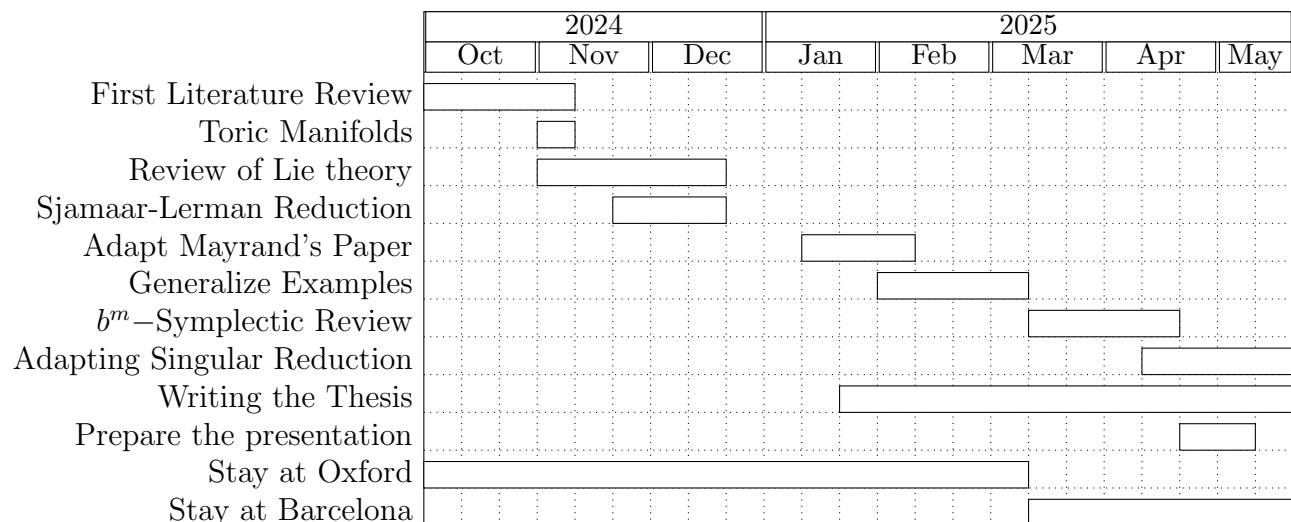 2024 2025
Oct Nov Dec Jan Feb Mar Apr May
First Literature Review
Toric Manifolds
Review of Lie theory
Sjamaar-Lerman Reduction
Adapt Mayrand's Paper
Generalize Examples
b^m−Symplectic Review
Adapting Singular Reduction
Writing the Thesis
Prepare the presentation
Stay at Oxford
Stay at Barcelona